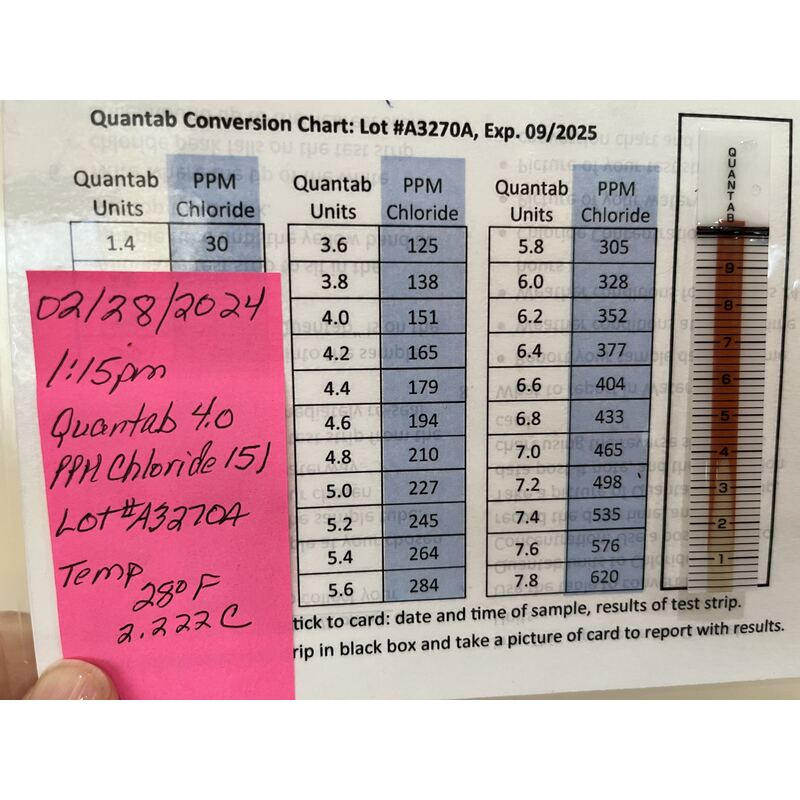 Quantab Conversion Chart: Lot #A3270A, Exp. 09/2025
Quantab Units PPM Chloride
1.4 30
02/28/2024
1:15pm
Quantab 4.0
PPM Chloride 151
Lot #A3270A
Temp
28° F
2.222 C
Quantab Units PPM Chloride
3.6 125
3.8 138
4.0 151
4.2 165
4.4 179
4.6 194
4.8 210
5.0 227
5.2 245
5.4 264
5.6 284
Quantab Units PPM Chloride
5.8 305
6.0 328
6.2 352
6.4 377
6.6 404
6.8 433
7.0 465
7.2 498
7.4 535
7.6 576
7.8 620
QUANTAB
9
8
7
6
5
4
3
2
1
tick to card: date and time of sample, results of test strip.
rip in black box and take a picture of card to report with results.